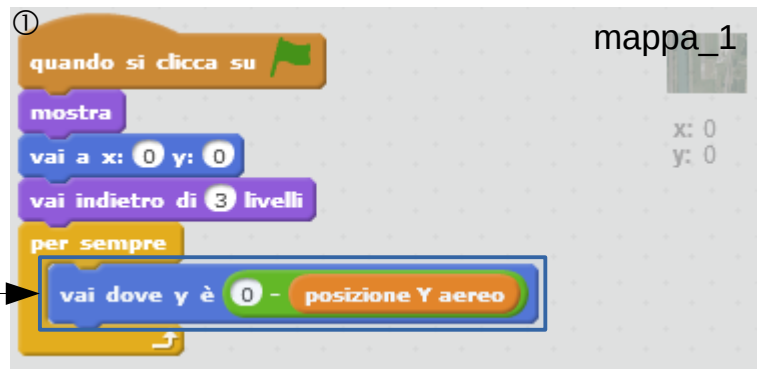 ①
mappa_1
quando si clicca su
mostra
vai a x: 0 y: 0
vai indietro di 3 livelli
per sempre
vai dove y è 0 - posizione Y aereo
x: 0
y: 0